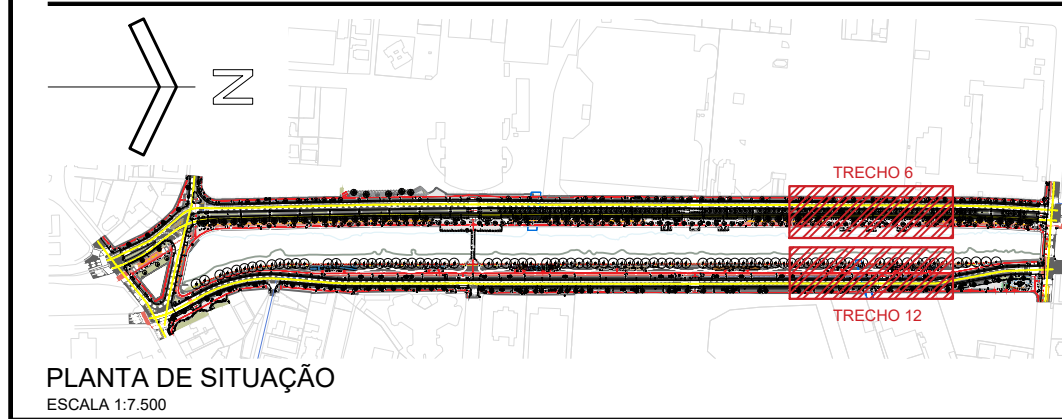 N
TRECHO 6
TRECHO 12
PLANTA DE SITUAÇÃO
ESCALA 1:7.500